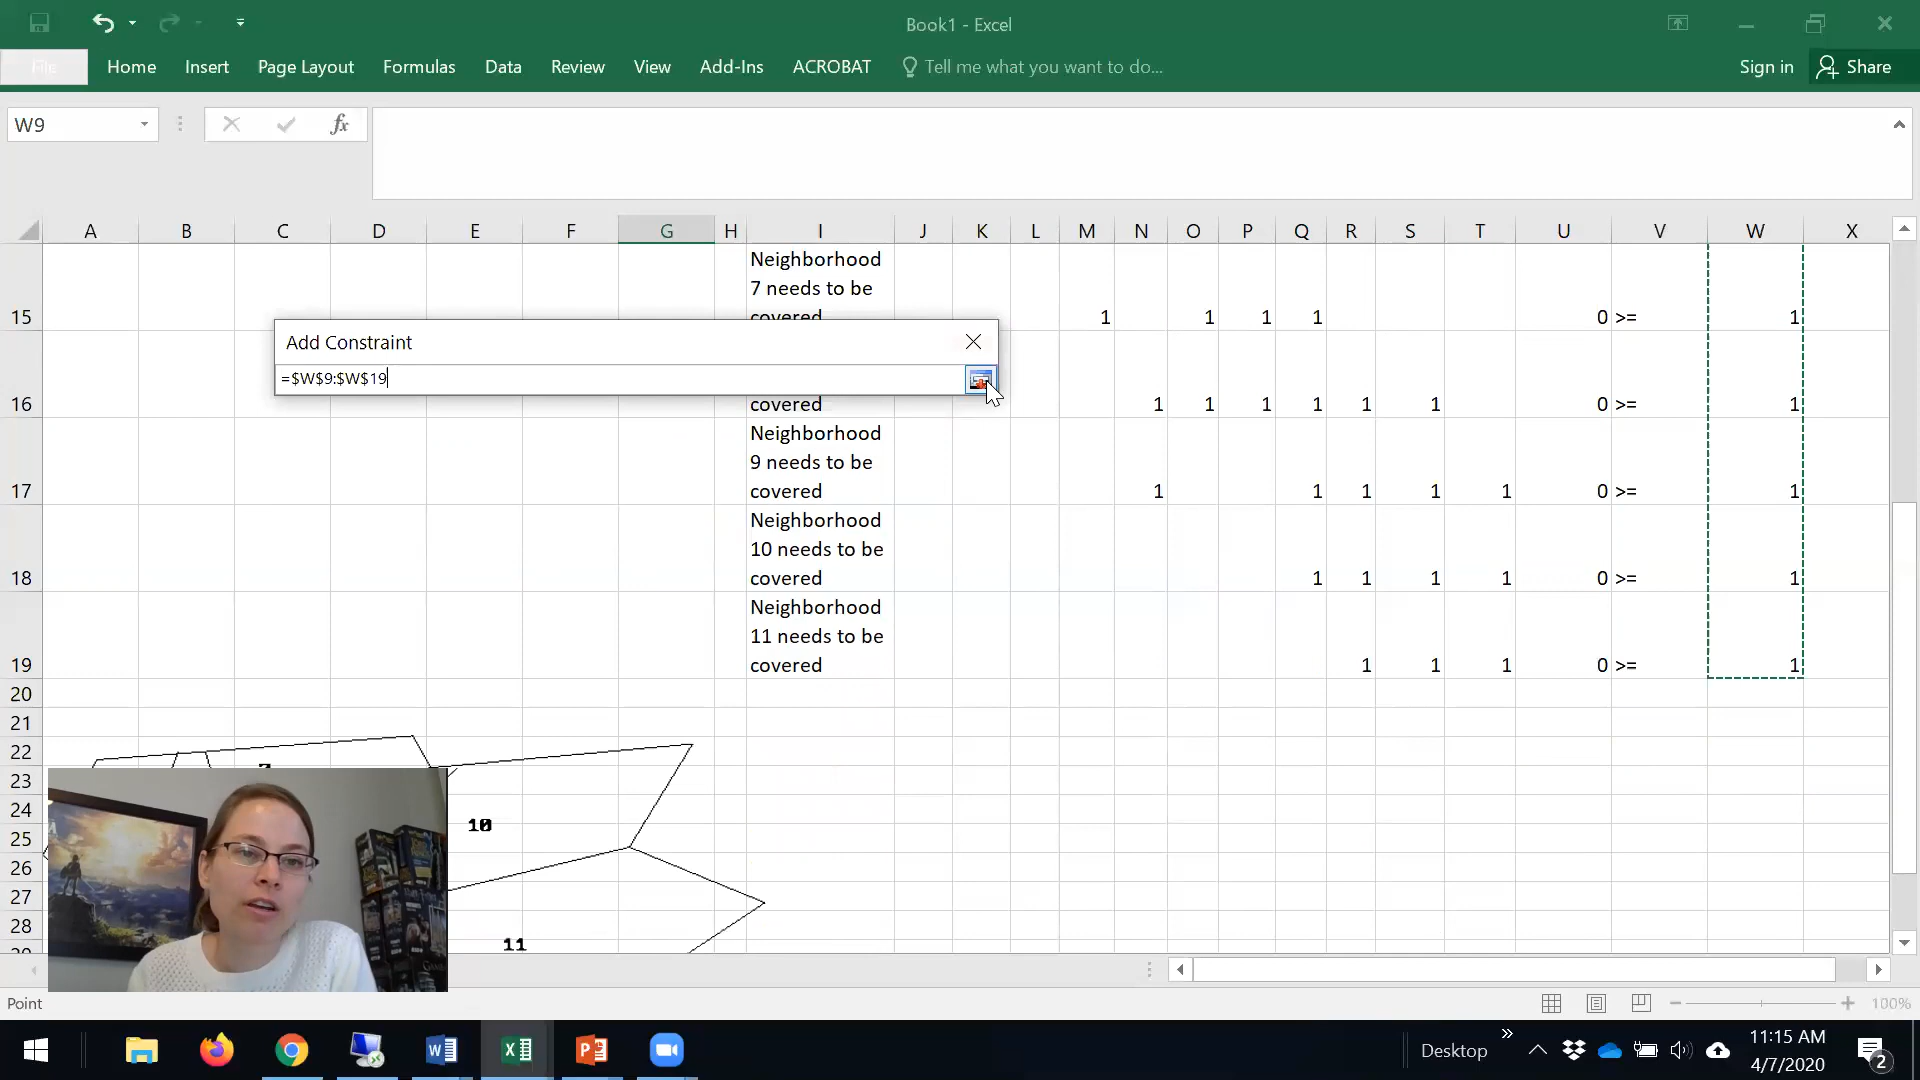 Book1 - Excel
File Home Insert Page Layout Formulas Data Review View Add-Ins ACROBAT Tell me what you want to do... Sign in Share
W9 fx
A B C D E F G H I J K L M N O P Q R S T U V W X
Neighborhood
7 needs to be
15 covered 1 1 1 1 0 >= 1
Add Constraint
=$W$9:$W$19
16 covered 1 1 1 1 1 1 0 >= 1
Neighborhood
9 needs to be
17 covered 1 1 1 1 1 0 >= 1
Neighborhood
10 needs to be
18 covered 1 1 1 1 0 >= 1
Neighborhood
11 needs to be
19 covered 1 1 1 0 >= 1
20
21
22
23
24
10
25
26
27
28
11
Point 100%
Desktop 11:15 AM
4/7/2020 2